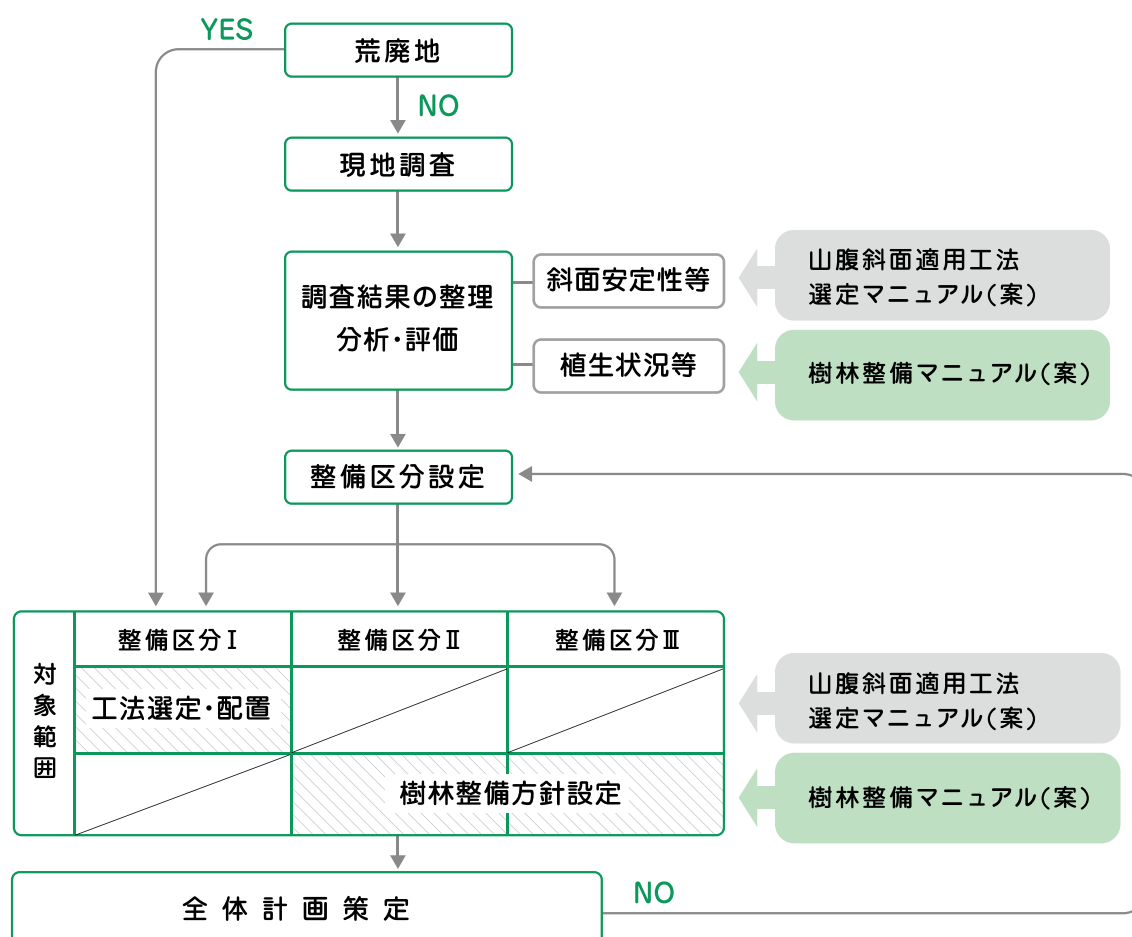 YES
荒廃地
NO
現地調査
調査結果の整理
分析・評価
斜面安定性等
植生状況等
山腹斜面適用工法
選定マニュアル(案)
樹林整備マニュアル(案)
整備区分設定
対象範囲
整備区分Ⅰ
整備区分Ⅱ
整備区分Ⅲ
工法選定・配置
樹林整備方針設定
山腹斜面適用工法
選定マニュアル(案)
樹林整備マニュアル(案)
全体計画策定
NO